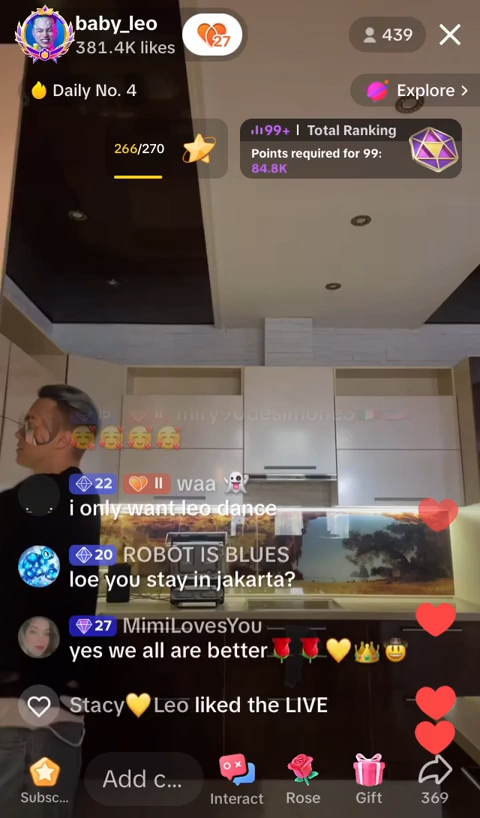 baby_leo
381.4K likes
27
439
Daily No. 4
Explore >
266/270
99+ | Total Ranking
Points required for 99:
84.8K
22 II waa
i only want leo dance
20 ROBOT IS BLUES
loe you stay in jakarta?
27 MimiLovesYou
yes we all are better
Stacy💛Leo liked the LIVE
Subsc...
Add c...
Interact
Rose
Gift
369